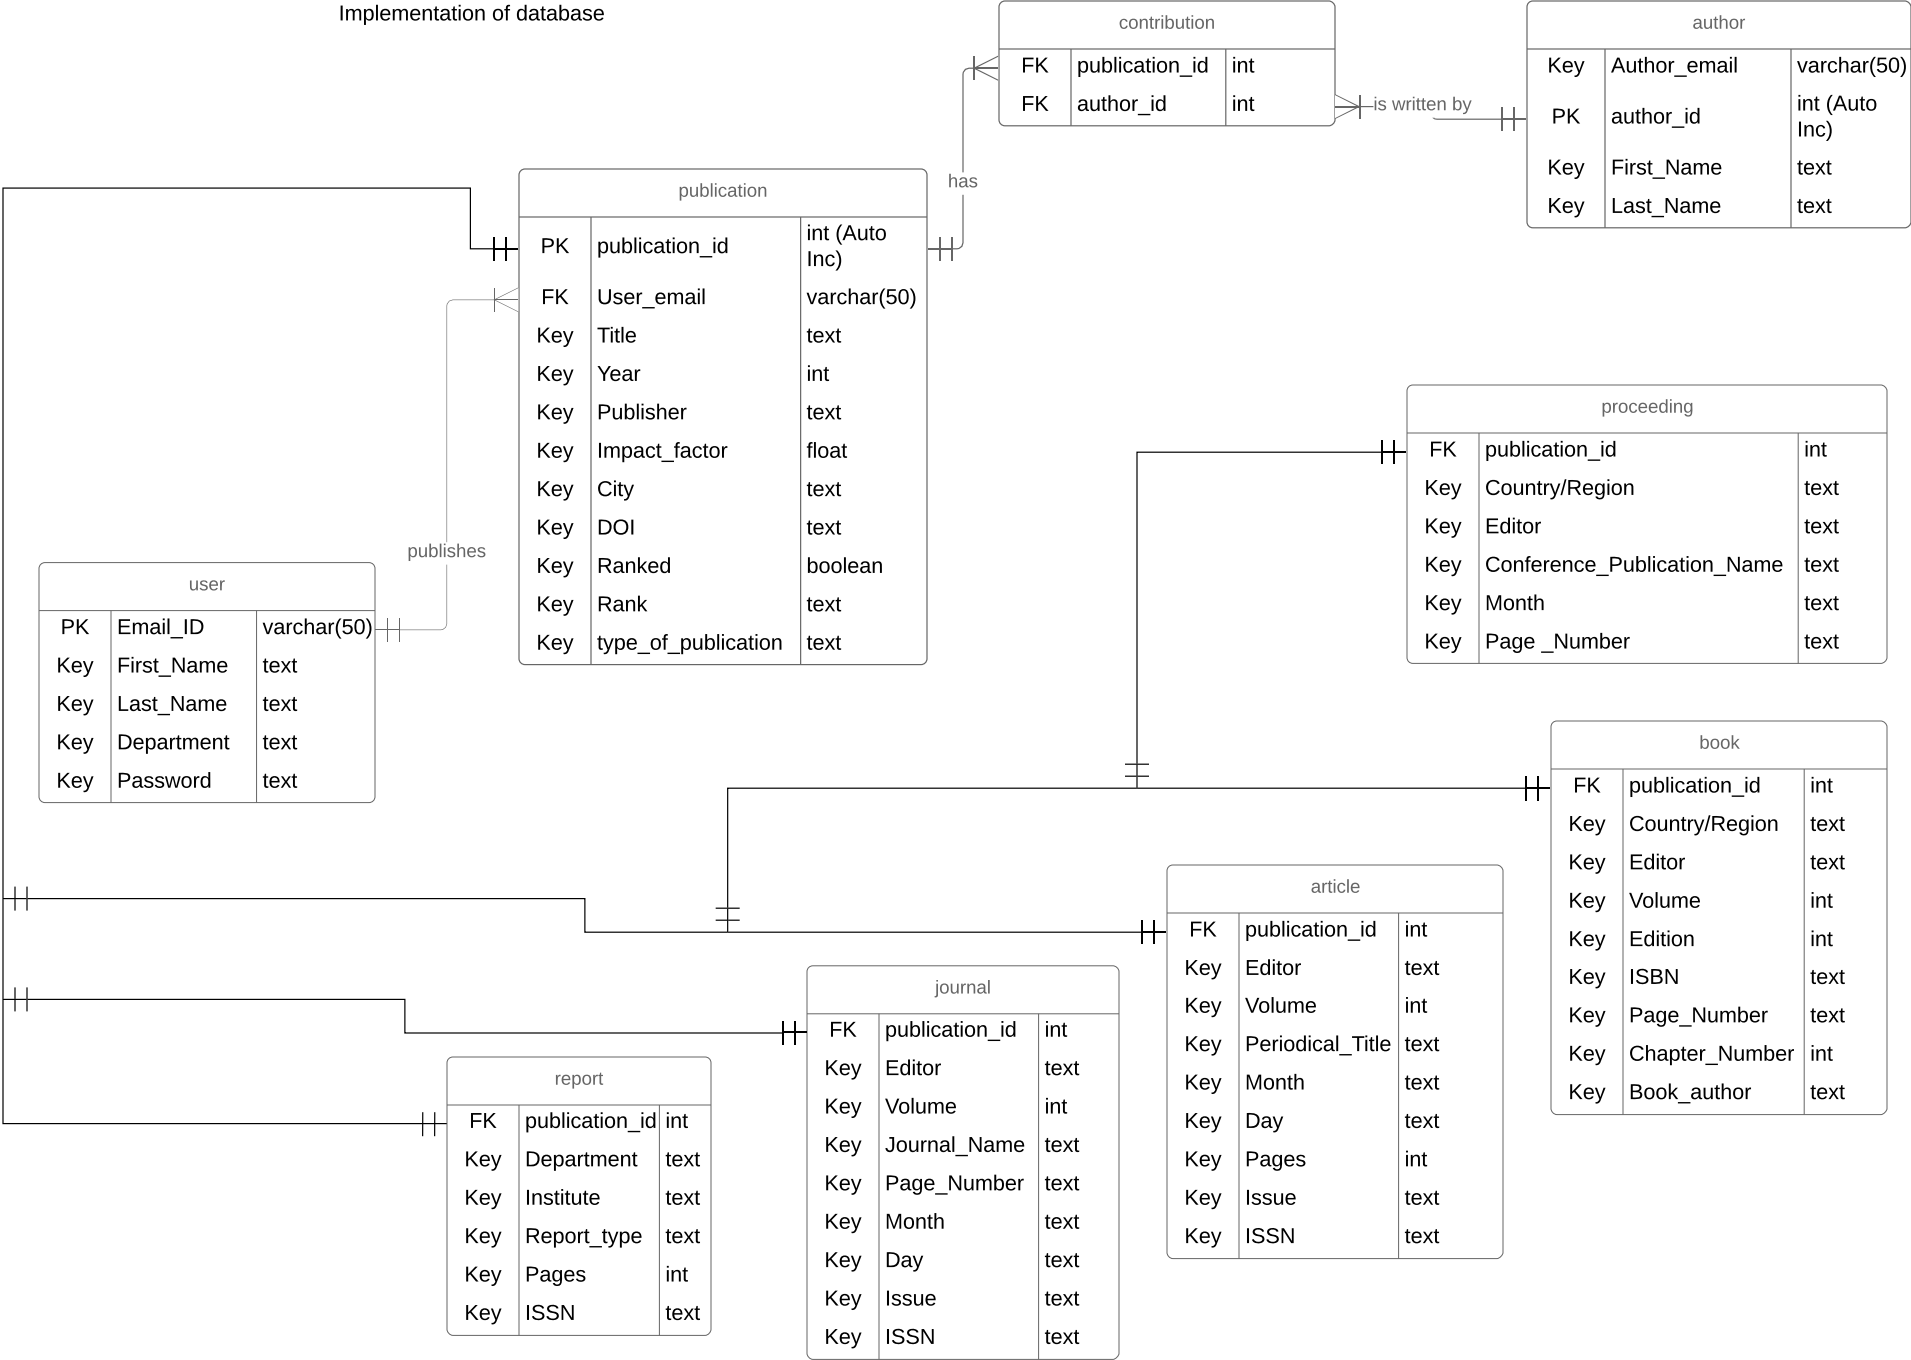 Implementation of database
contribution
FK publication_id int
FK author_id int
author
Key Author_email varchar(50)
PK author_id int (Auto
Inc)
Key First_Name text
Key Last_Name text
is written by
has
publication
PK publication_id int (Auto
Inc)
FK User_email varchar(50)
Key Title text
Key Year int
Key Publisher text
Key Impact_factor float
Key City text
Key DOI text
Key Ranked boolean
Key Rank text
Key type_of_publication text
publishes
user
PK Email_ID varchar(50)
Key First_Name text
Key Last_Name text
Key Department text
Key Password text
proceeding
FK publication_id int
Key Country/Region text
Key Editor text
Key Conference_Publication_Name text
Key Month text
Key Page _Number text
book
FK publication_id int
Key Country/Region text
Key Editor text
Key Volume int
Key Edition int
Key ISBN text
Key Page_Number text
Key Chapter_Number int
Key Book_author text
article
FK publication_id int
Key Editor text
Key Volume int
Key Periodical_Title text
Key Month text
Key Day text
Key Pages int
Key Issue text
Key ISSN text
journal
FK publication_id int
Key Editor text
Key Volume int
Key Journal_Name text
Key Page_Number text
Key Month text
Key Day text
Key Issue text
Key ISSN text
report
FK publication_id int
Key Department text
Key Institute text
Key Report_type text
Key Pages int
Key ISSN text